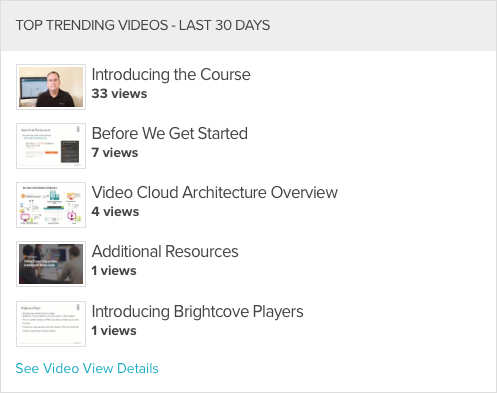 TOP TRENDING VIDEOS - LAST 30 DAYS
Introducing the Course
33 views
Before We Get Started
7 views
Video Cloud Architecture Overview
4 views
Additional Resources
1 views
Introducing Brightcove Players
1 views
See Video View Details